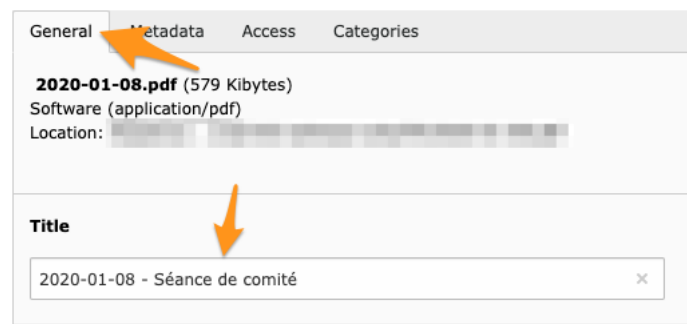 General Metadata Access Categories
2020-01-08.pdf (579 Kibytes)
Software (application/pdf)
Location:
Title
2020-01-08 - Séance de comité ×